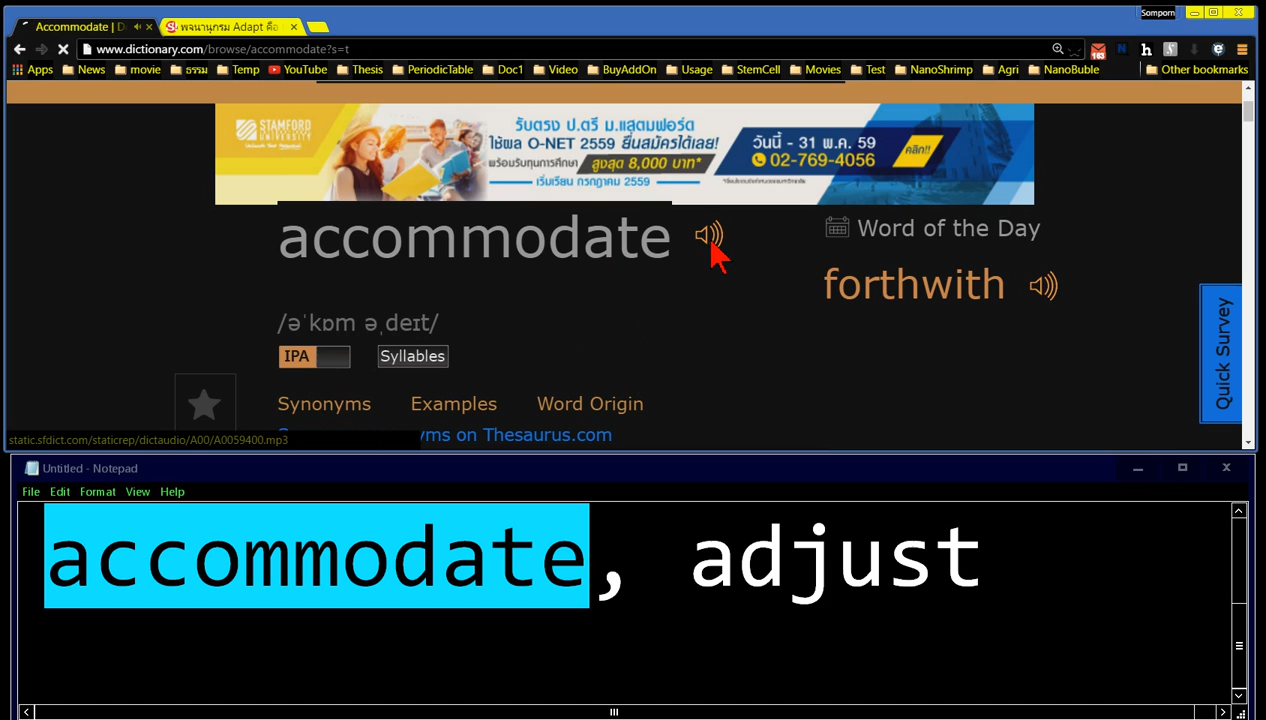 Somporn
Accommodate | D
พจนานุกรม Adapt คือ
www.dictionary.com/browse/accommodate?s=t
163
Apps News movie ธรรม Temp YouTube Thesis PeriodicTable Doc1 Video BuyAddOn Usage StemCell Movies Test NanoShrimp Agri NanoBuble Other bookmarks
STAMFORD
UNIVERSITY
รับตรง ป.ตรี ม.แสตมฟอร์ด
ใช้ผล O-NET 2559 ยื่นสมัครได้เลย!
พร้อมรับทุนการศึกษา สูงสุด 8,000 บาท*
เริ่มเรียน กรกฎาคม 2559
วันนี้ - 31 พ.ค. 59
02-769-4056
คลิก!!
accommodate
Word of the Day
forthwith
/əˈkɒm əˌdeɪt/
IPA Syllables
Synonyms Examples Word Origin
yms on Thesaurus.com
Quick Survey
static.sfdict.com/staticrep/dictaudio/A00/A0059400.mp3
Untitled - Notepad
File Edit Format View Help
accommodate, adjust